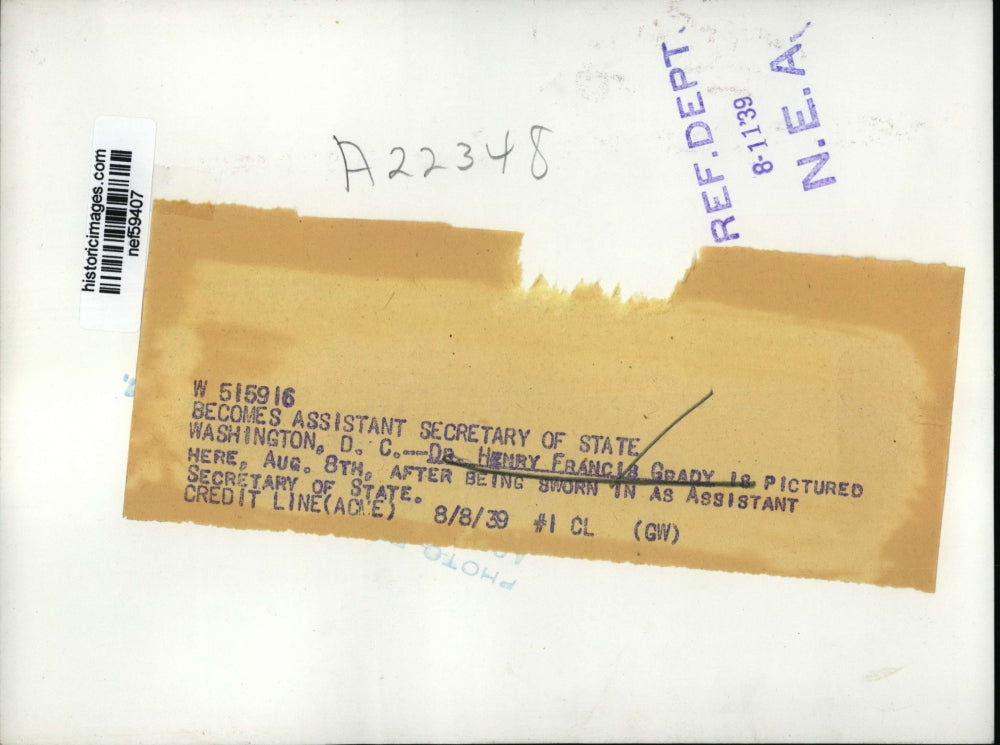 REF.DEPT.
8-1139
N.E.A.
A22348
historicimages.com
nef59407
W 515916
BECOMES ASSISTANT SECRETARY OF STATE
WASHINGTON, D. C.--DR. HENRY FRANCIS GRADY IS PICTURED
HERE, AUG. 8TH, AFTER BEING SWORN IN AS ASSISTANT
SECRETARY OF STATE.
CREDIT LINE(ACME) 8/8/39 #1 CL (GW)
PHOTO